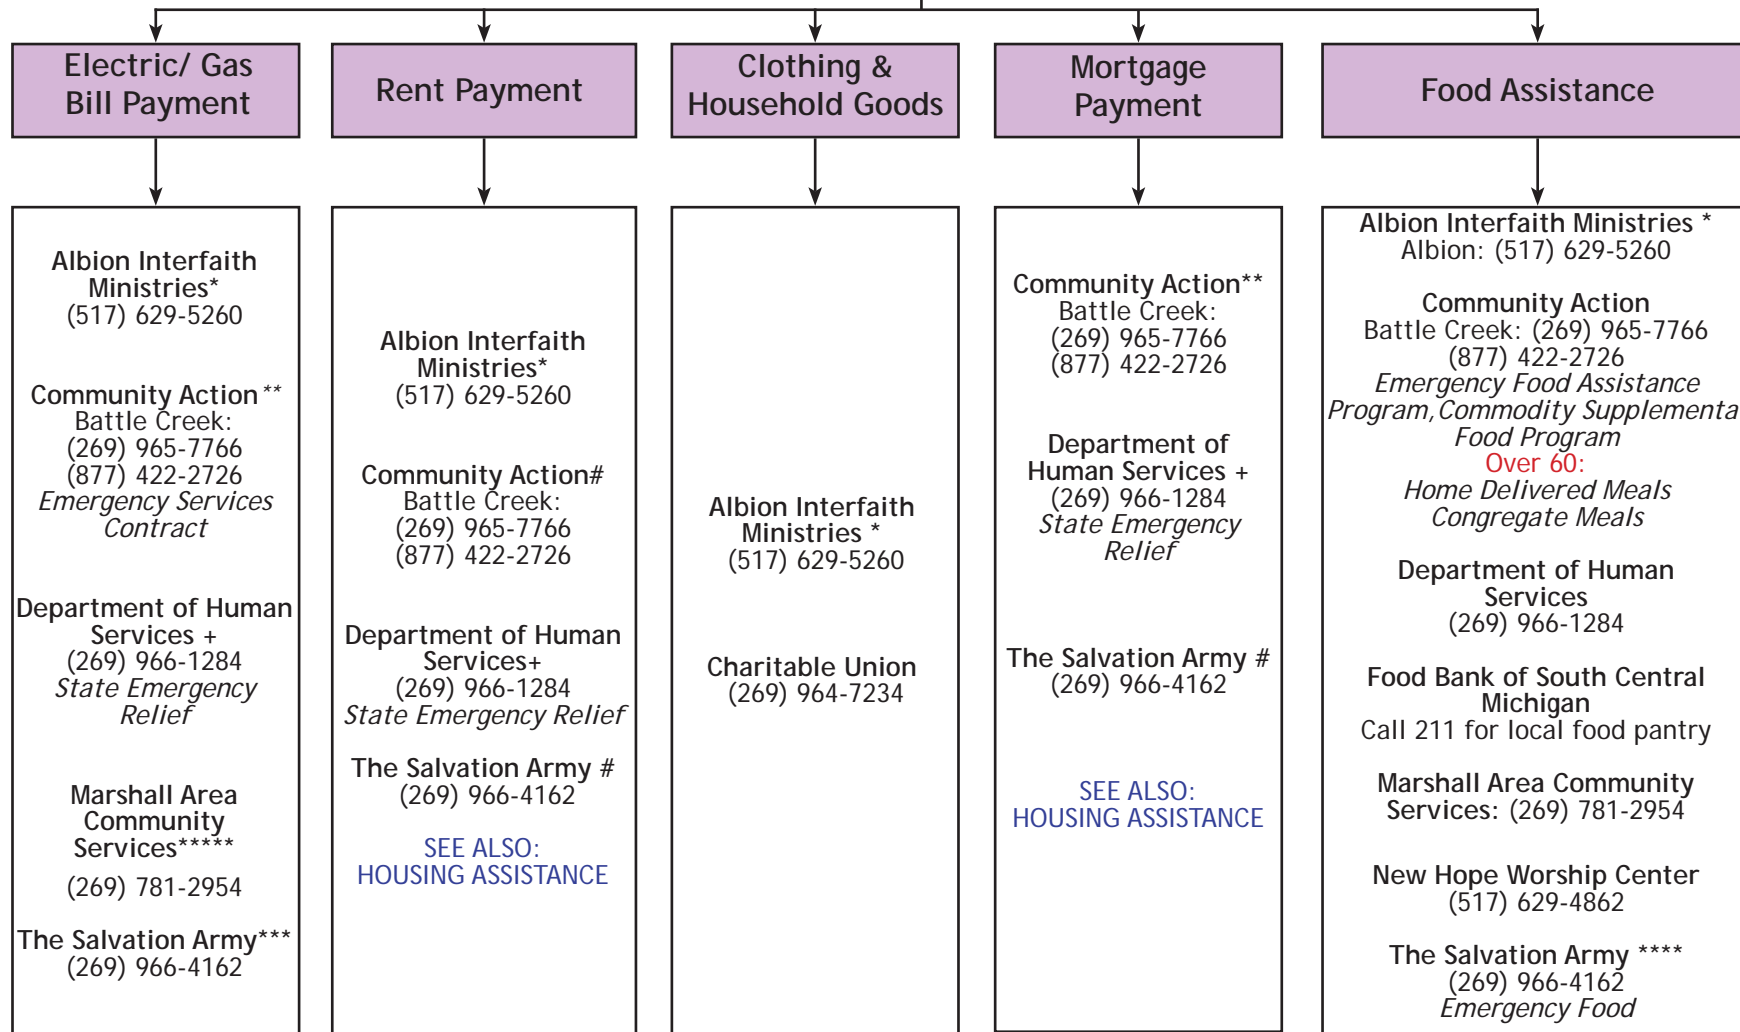 Electric/ Gas
Bill Payment
Albion Interfaith
Ministries*
(517) 629-5260
Community Action**
Battle Creek:
(269) 965-7766
(877) 422-2726
Emergency Services
Contract
Department of Human
Services +
(269) 966-1284
State Emergency
Relief
Marshall Area
Community
Services*****
(269) 781-2954
The Salvation Army***
(269) 966-4162
Rent Payment
Albion Interfaith
Ministries*
(517) 629-5260
Community Action#
Battle Creek:
(269) 965-7766
(877) 422-2726
Department of Human
Services+
(269) 966-1284
State Emergency Relief
The Salvation Army #
(269) 966-4162
SEE ALSO:
HOUSING ASSISTANCE
Clothing &
Household Goods
Albion Interfaith
Ministries *
(517) 629-5260
Charitable Union
(269) 964-7234
Mortgage
Payment
Community Action**
Battle Creek:
(269) 965-7766
(877) 422-2726
Department of
Human Services +
(269) 966-1284
State Emergency
Relief
The Salvation Army #
(269) 966-4162
SEE ALSO:
HOUSING ASSISTANCE
Food Assistance
Albion Interfaith Ministries *
Albion: (517) 629-5260
Community Action
Battle Creek: (269) 965-7766
(877) 422-2726
Emergency Food Assistance
Program, Commodity Supplementa
Food Program
Over 60:
Home Delivered Meals
Congregate Meals
Department of Human
Services
(269) 966-1284
Food Bank of South Central
Michigan
Call 211 for local food pantry
Marshall Area Community
Services: (269) 781-2954
New Hope Worship Center
(517) 629-4862
The Salvation Army ****
(269) 966-4162
Emergency Food